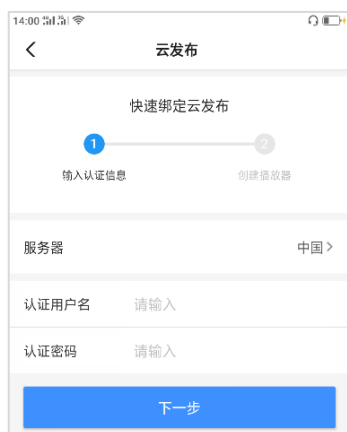 14:00
云发布
快速绑定云发布
1
2
输入认证信息
创建播放器
服务器
中国
认证用户名
请输入
认证密码
请输入
下一步